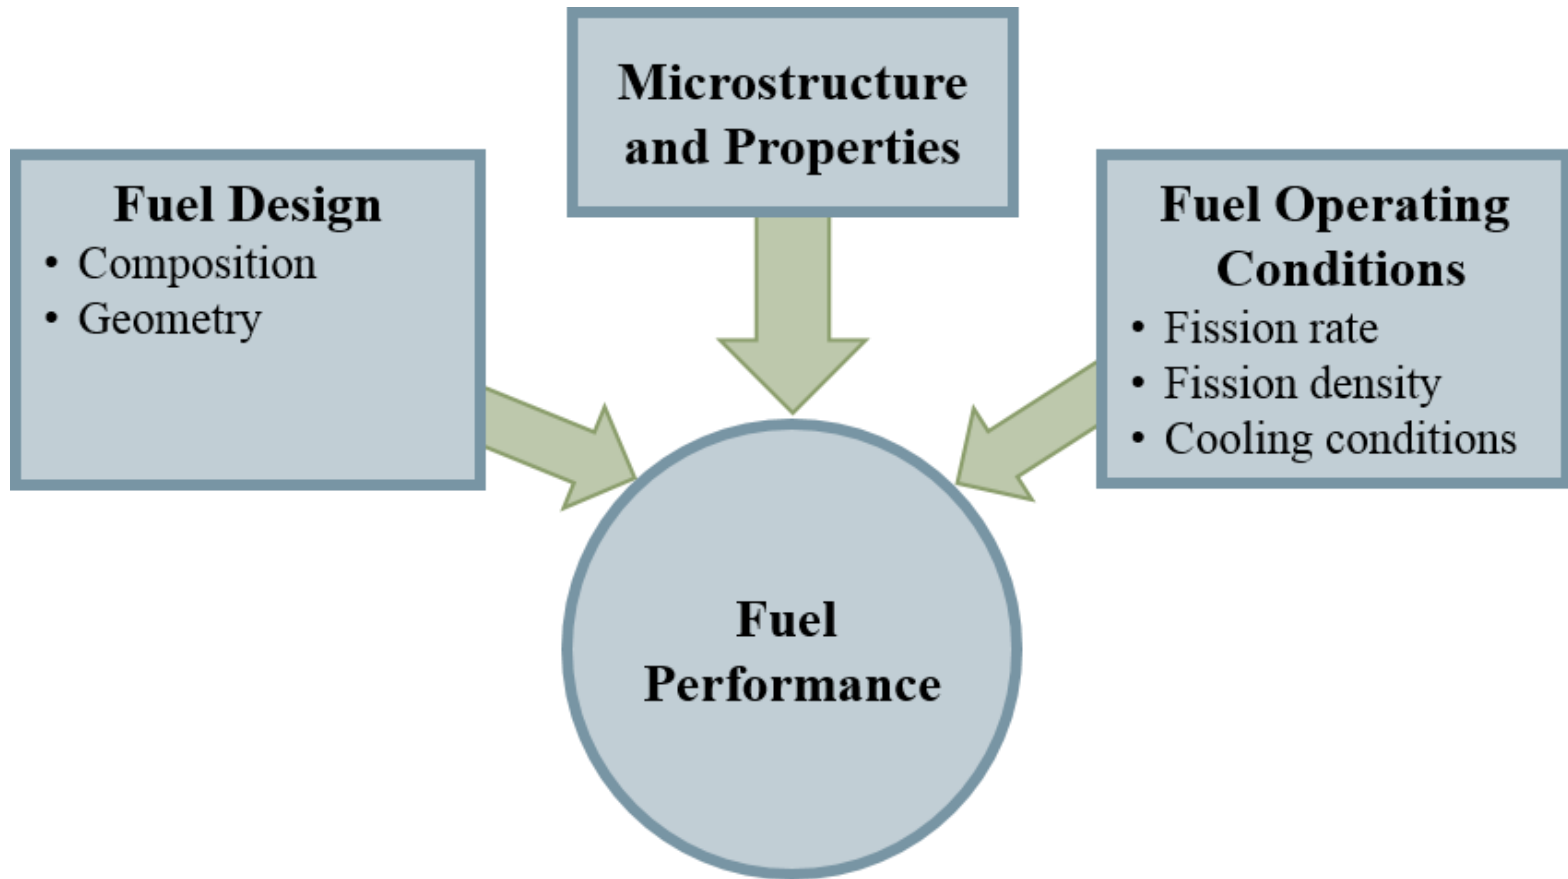 Microstructure
and Properties
Fuel Design
• Composition
• Geometry
Fuel Operating
Conditions
• Fission rate
• Fission density
• Cooling conditions
Fuel
Performance